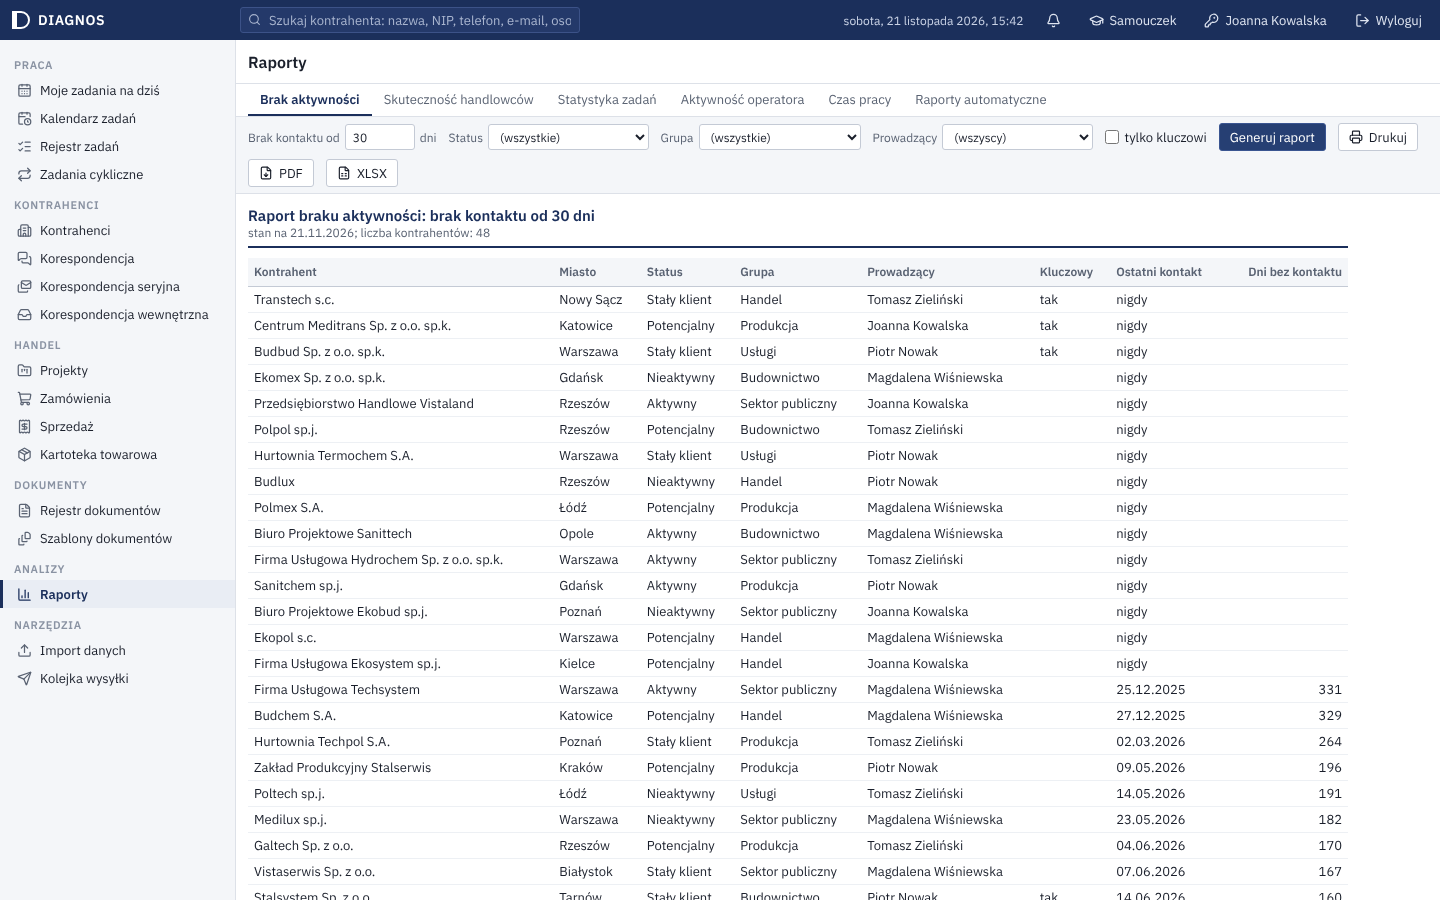 DIAGNOS
Szukaj kontrahenta: nazwa, NIP, telefon, e-mail, oso
sobota, 21 listopada 2026, 15:42
Samouczek
Joanna Kowalska
Wyloguj
PRACA
Moje zadania na dziś
Kalendarz zadań
Rejestr zadań
Zadania cykliczne
KONTRAHENCI
Kontrahenci
Korespondencja
Korespondencja seryjna
Korespondencja wewnętrzna
HANDEL
Projekty
Zamówienia
Sprzedaż
Kartoteka towarowa
DOKUMENTY
Rejestr dokumentów
Szablony dokumentów
ANALIZY
Raporty
NARZĘDZIA
Import danych
Kolejka wysyłki
Raporty
Brak aktywności Skuteczność handlowców Statystyka zadań Aktywność operatora Czas pracy Raporty automatyczne
Brak kontaktu od 30 dni Status (wszystkie) Grupa (wszystkie) Prowadzący (wszyscy) tylko kluczowi Generuj raport Drukuj
PDF XLSX
Raport braku aktywności: brak kontaktu od 30 dni
stan na 21.11.2026; liczba kontrahentów: 48
Kontrahent Miasto Status Grupa Prowadzący Kluczowy Ostatni kontakt Dni bez kontaktu
Transtech s.c. Nowy Sącz Stały klient Handel Tomasz Zieliński tak nigdy
Centrum Meditrans Sp. z o.o. sp.k. Katowice Potencjalny Produkcja Joanna Kowalska tak nigdy
Budbud Sp. z o.o. sp.k. Warszawa Stały klient Usługi Piotr Nowak tak nigdy
Ekomex Sp. z o.o. sp.k. Gdańsk Nieaktywny Budownictwo Magdalena Wiśniewska nigdy
Przedsiębiorstwo Handlowe Vistaland Rzeszów Aktywny Sektor publiczny Joanna Kowalska nigdy
Polpol sp.j. Rzeszów Potencjalny Budownictwo Tomasz Zieliński nigdy
Hurtownia Termochem S.A. Warszawa Stały klient Usługi Piotr Nowak nigdy
Budlux Rzeszów Nieaktywny Handel Piotr Nowak nigdy
Polmex S.A. Łódź Potencjalny Produkcja Magdalena Wiśniewska nigdy
Biuro Projektowe Sanittech Opole Aktywny Budownictwo Magdalena Wiśniewska nigdy
Firma Usługowa Hydrochem Sp. z o.o. sp.k. Warszawa Aktywny Sektor publiczny Tomasz Zieliński nigdy
Sanitchem sp.j. Gdańsk Aktywny Produkcja Piotr Nowak nigdy
Biuro Projektowe Ekobud sp.j. Poznań Nieaktywny Sektor publiczny Joanna Kowalska nigdy
Ekopol s.c. Warszawa Potencjalny Handel Magdalena Wiśniewska nigdy
Firma Usługowa Ekosystem sp.j. Kielce Potencjalny Handel Joanna Kowalska nigdy
Firma Usługowa Techsystem Warszawa Aktywny Sektor publiczny Magdalena Wiśniewska 25.12.2025 331
Budchem S.A. Katowice Potencjalny Handel Magdalena Wiśniewska 27.12.2025 329
Hurtownia Techpol S.A. Poznań Stały klient Produkcja Tomasz Zieliński 02.03.2026 264
Zakład Produkcyjny Stalserwis Kraków Potencjalny Produkcja Piotr Nowak 09.05.2026 196
Poltech sp.j. Łódź Nieaktywny Usługi Tomasz Zieliński 14.05.2026 191
Medilux sp.j. Warszawa Nieaktywny Sektor publiczny Magdalena Wiśniewska 23.05.2026 182
Galtech Sp. z o.o. Rzeszów Potencjalny Produkcja Tomasz Zieliński 04.06.2026 170
Vistaserwis Sp. z o.o. Białystok Stały klient Sektor publiczny Magdalena Wiśniewska 07.06.2026 167
Stalsystem Sp. z o.o. Tarnów Stały klient Budownictwo Piotr Nowak tak 14.06.2026 160